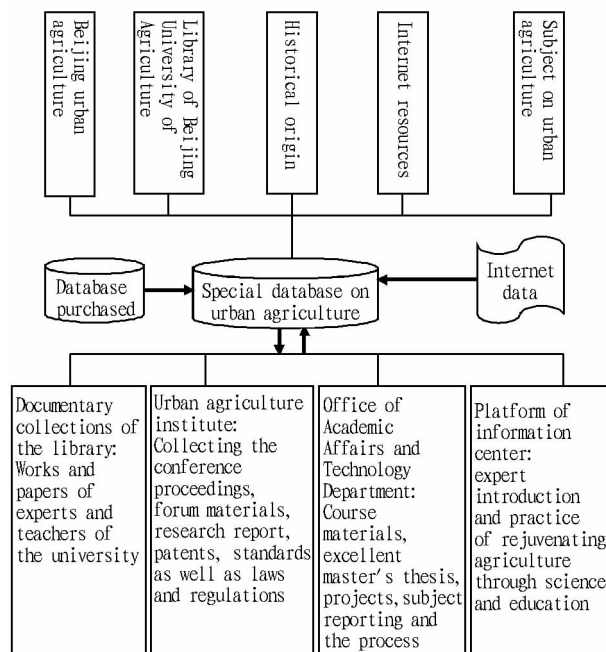 Beijing urban
agriculture
Library of Beijing
University of
Agriculture
Historical origin
Internet resources
Subject on urban
agriculture
Database
purchased
Special database on
urban agriculture
Internet
data
Documentary
collections of
the library:
Works and
papers of
experts and
teachers of
the university
Urban agriculture
institute:
Collecting the
conference
proceedings,
forum materials,
research report,
patents, standards
as well as laws
and regulations
Office of
Academic
Affairs and
Technology
Department:
Course
materials,
excellent
master's thesis,
projects, subject
reporting and
the process
Platform of
information
center:
expert
introduction
and practice
of rejuvenating
agriculture
through science
and education